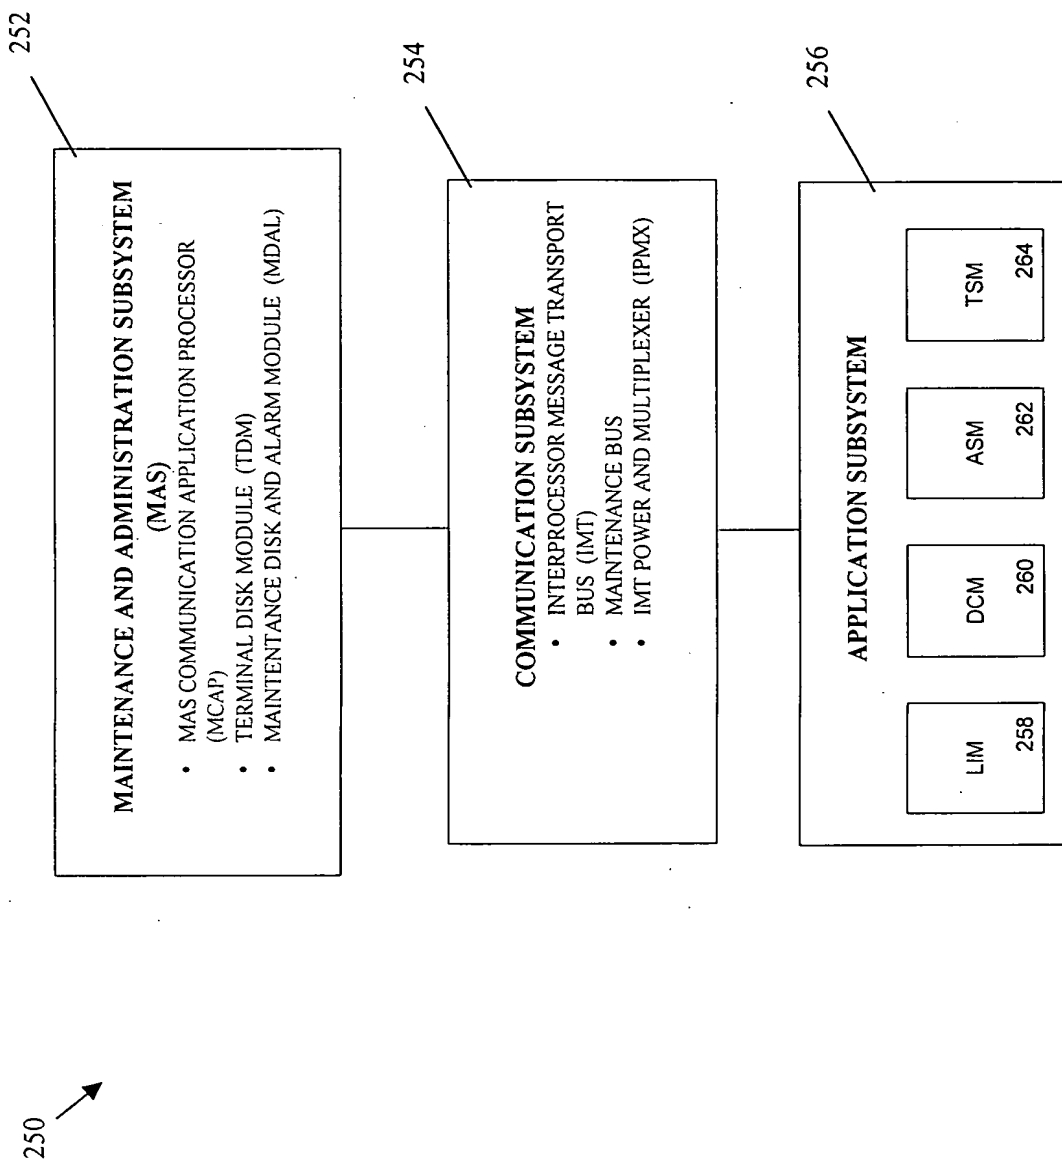 250
252
MAINTENANCE AND ADMINISTRATION SUBSYSTEM
(MAS)
• MAS COMMUNICATION APPLICATION PROCESSOR
(MCAP)
• TERMINAL DISK MODULE (TDM)
• MAINTENTANCE DISK AND ALARM MODULE (MDAL)
254
COMMUNICATION SUBSYSTEM
• INTERPROCESSOR MESSAGE TRANSPORT
BUS (IMT)
• MAINTENANCE BUS
• IMT POWER AND MULTIPLEXER (IPMX)
256
APPLICATION SUBSYSTEM
LIM
258
DCM
260
ASM
262
TSM
264